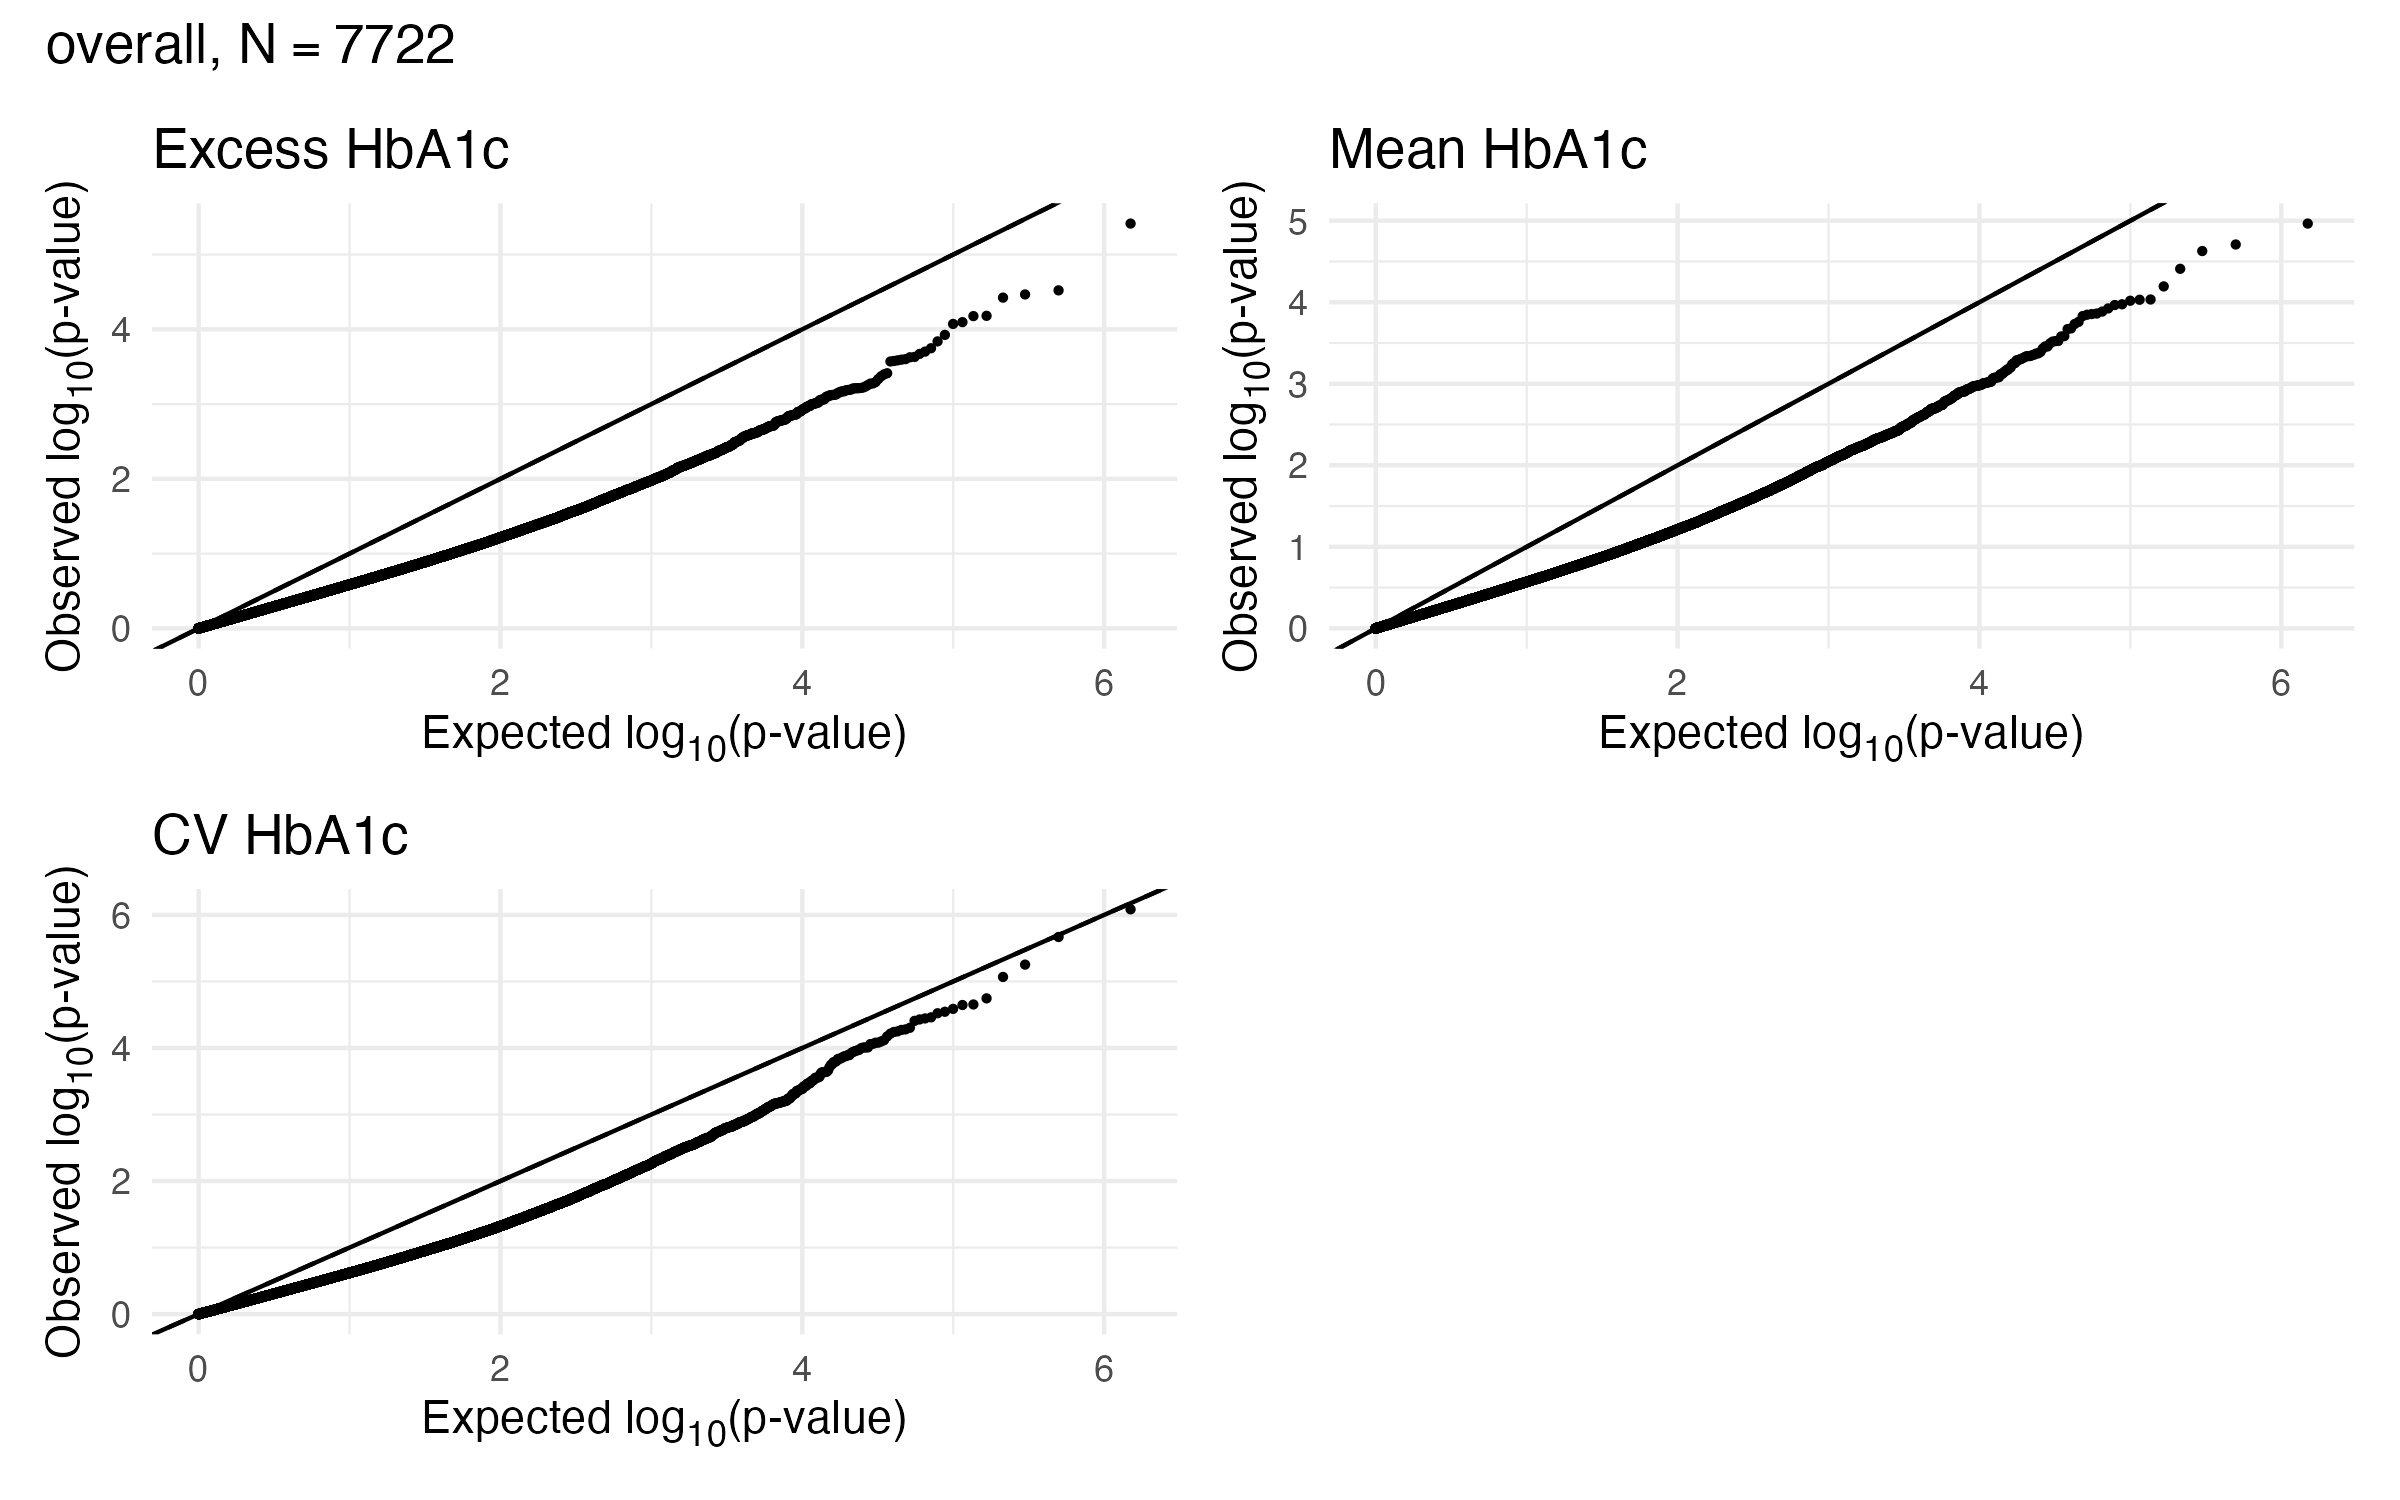 overall, N = 7722
Excess HbA1c
Observed log10(p-value)
4
2
0
0 2 4 6
Expected log10(p-value)
Mean HbA1c
Observed log10(p-value)
5
4
3
2
1
0
0 2 4 6
Expected log10(p-value)
CV HbA1c
Observed log10(p-value)
6
4
2
0
0 2 4 6
Expected log10(p-value)